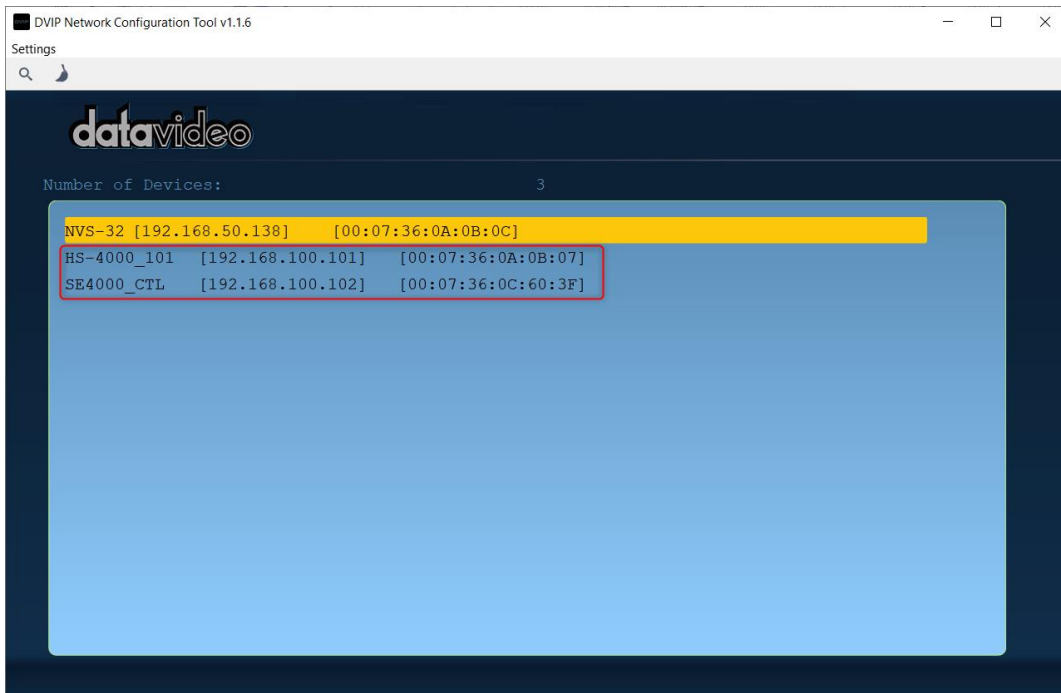 DVIP Network Configuration Tool v1.1.6
Settings
datavideo
Number of Devices: 3
NVS-32 [192.168.50.138] [00:07:36:0A:0B:0C]
HS-4000_101 [192.168.100.101] [00:07:36:0A:0B:07]
SE4000_CTL [192.168.100.102] [00:07:36:0C:60:3F]